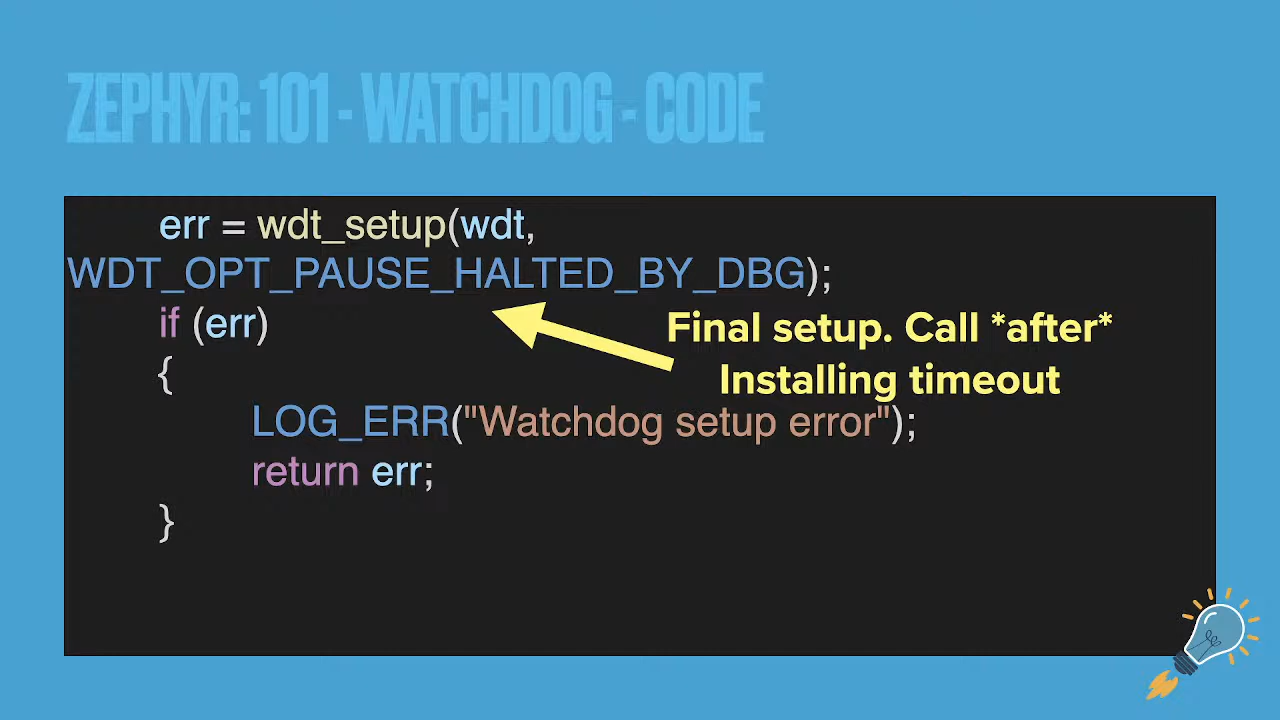 ZEPHYR: 101 - WATCHDOG - CODE
err = wdt_setup(wdt,
WDT_OPT_PAUSE_HALTED_BY_DBG);
if (err)
Final setup. Call *after*
Installing timeout
{
LOG_ERR("Watchdog setup error");
return err;
}